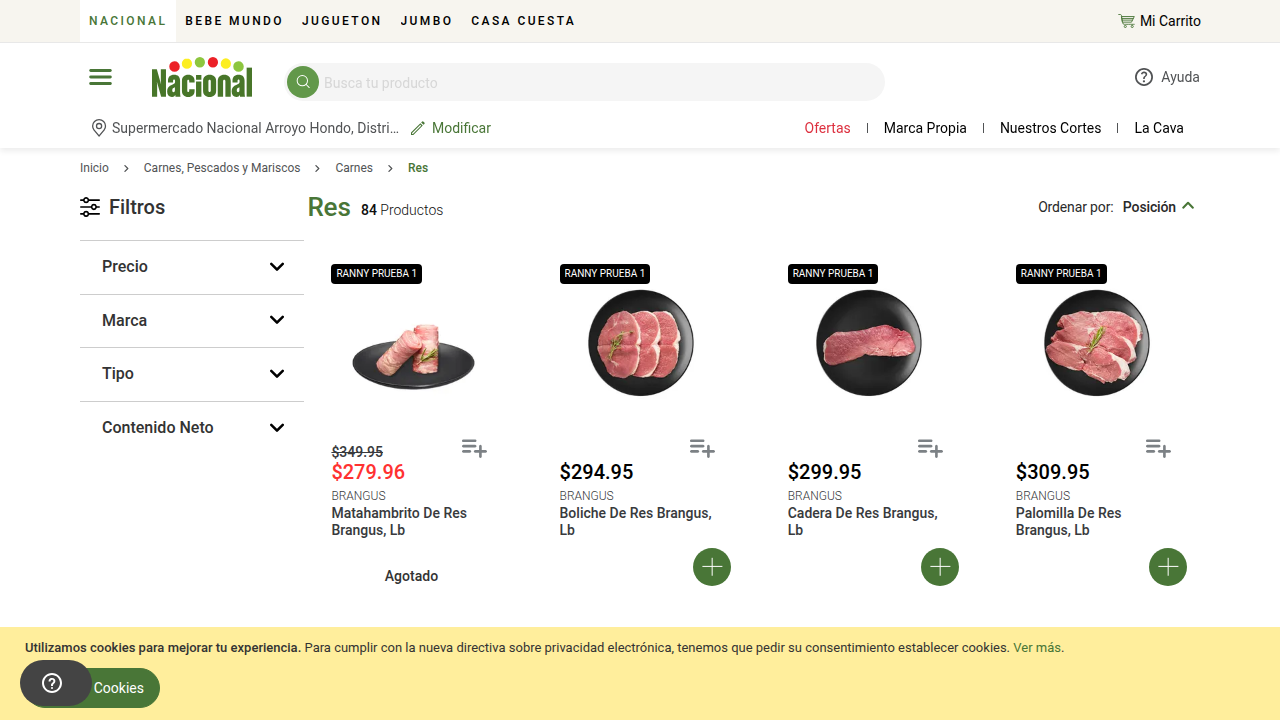 NACIONAL BEBE MUNDO JUGUETON JUMBO CASA CUESTA Mi Carrito
Nacional Busca tu producto Ayuda
Supermercado Nacional Arroyo Hondo, Distri... Modificar Ofertas Marca Propia Nuestros Cortes La Cava
Inicio Carnes, Pescados y Mariscos Carnes Res
Filtros Res 84 Productos Ordenar por: Posición
Precio
Marca
Tipo
Contenido Neto
RANNY PRUEBA 1 RANNY PRUEBA 1 RANNY PRUEBA 1 RANNY PRUEBA 1
$349.95
$279.96 $294.95 $299.95 $309.95
BRANGUS BRANGUS BRANGUS BRANGUS
Matahambrito De Res Boliche De Res Brangus, Cadera De Res Brangus, Palomilla De Res
Brangus, Lb Lb Lb Brangus, Lb
Agotado
Utilizamos cookies para mejorar tu experiencia. Para cumplir con la nueva directiva sobre privacidad electrónica, tenemos que pedir su consentimiento establecer cookies. Ver más.
Cookies